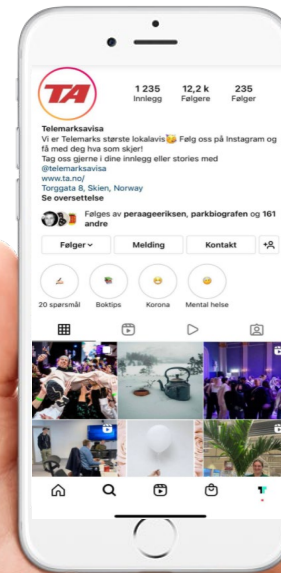 TA
1 235 12,2 k 235
Innlegg Følgere Følger
Telemarksavisa
Vi er Telemarks største lokalavis🥰 Følg oss på Instagram og
få med deg hva som skjer!
Tag oss gjerne i dine innlegg eller stories med
@telemarksavisa
www.ta.no/
Torggata 8, Skien, Norway
Se oversettelse
Følges av peraageeriksen, parkbiografen og 161
andre
Følger Melding Kontakt
20 spørsmål Boktips Korona Mental helse